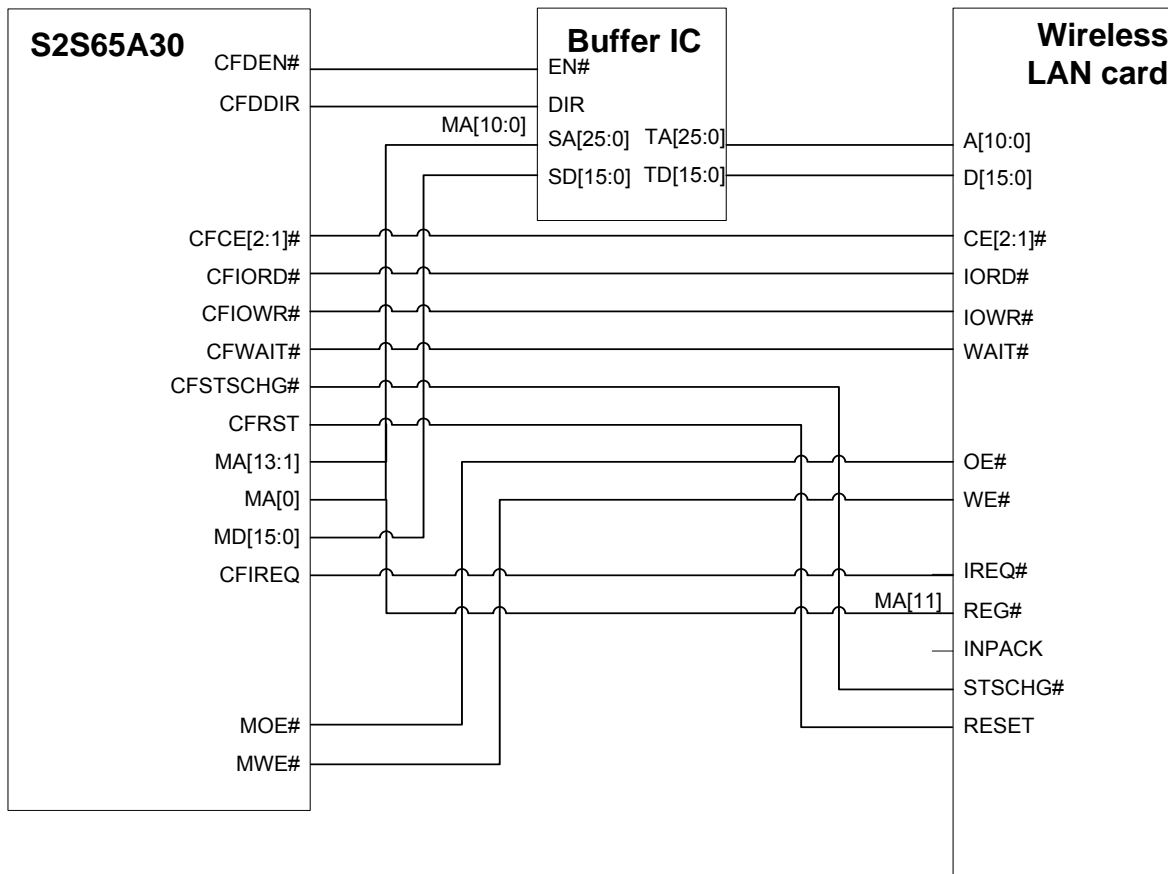 S2S65A30
CFDEN#
CFDDIR
CFCE[2:1]#
CFIORD#
CFIOWR#
CFWAIT#
CFSTSCHG#
CFRST
MA[13:1]
MA[0]
MD[15:0]
CFIREQ
MOE#
MWE#
MA[10:0]
Buffer IC
EN#
DIR
SA[25:0] TA[25:0]
SD[15:0] TD[15:0]
MA[11]
Wireless
LAN card
A[10:0]
D[15:0]
CE[2:1]#
IORD#
IOWR#
WAIT#
OE#
WE#
IREQ#
REG#
INPACK
STSCHG#
RESET